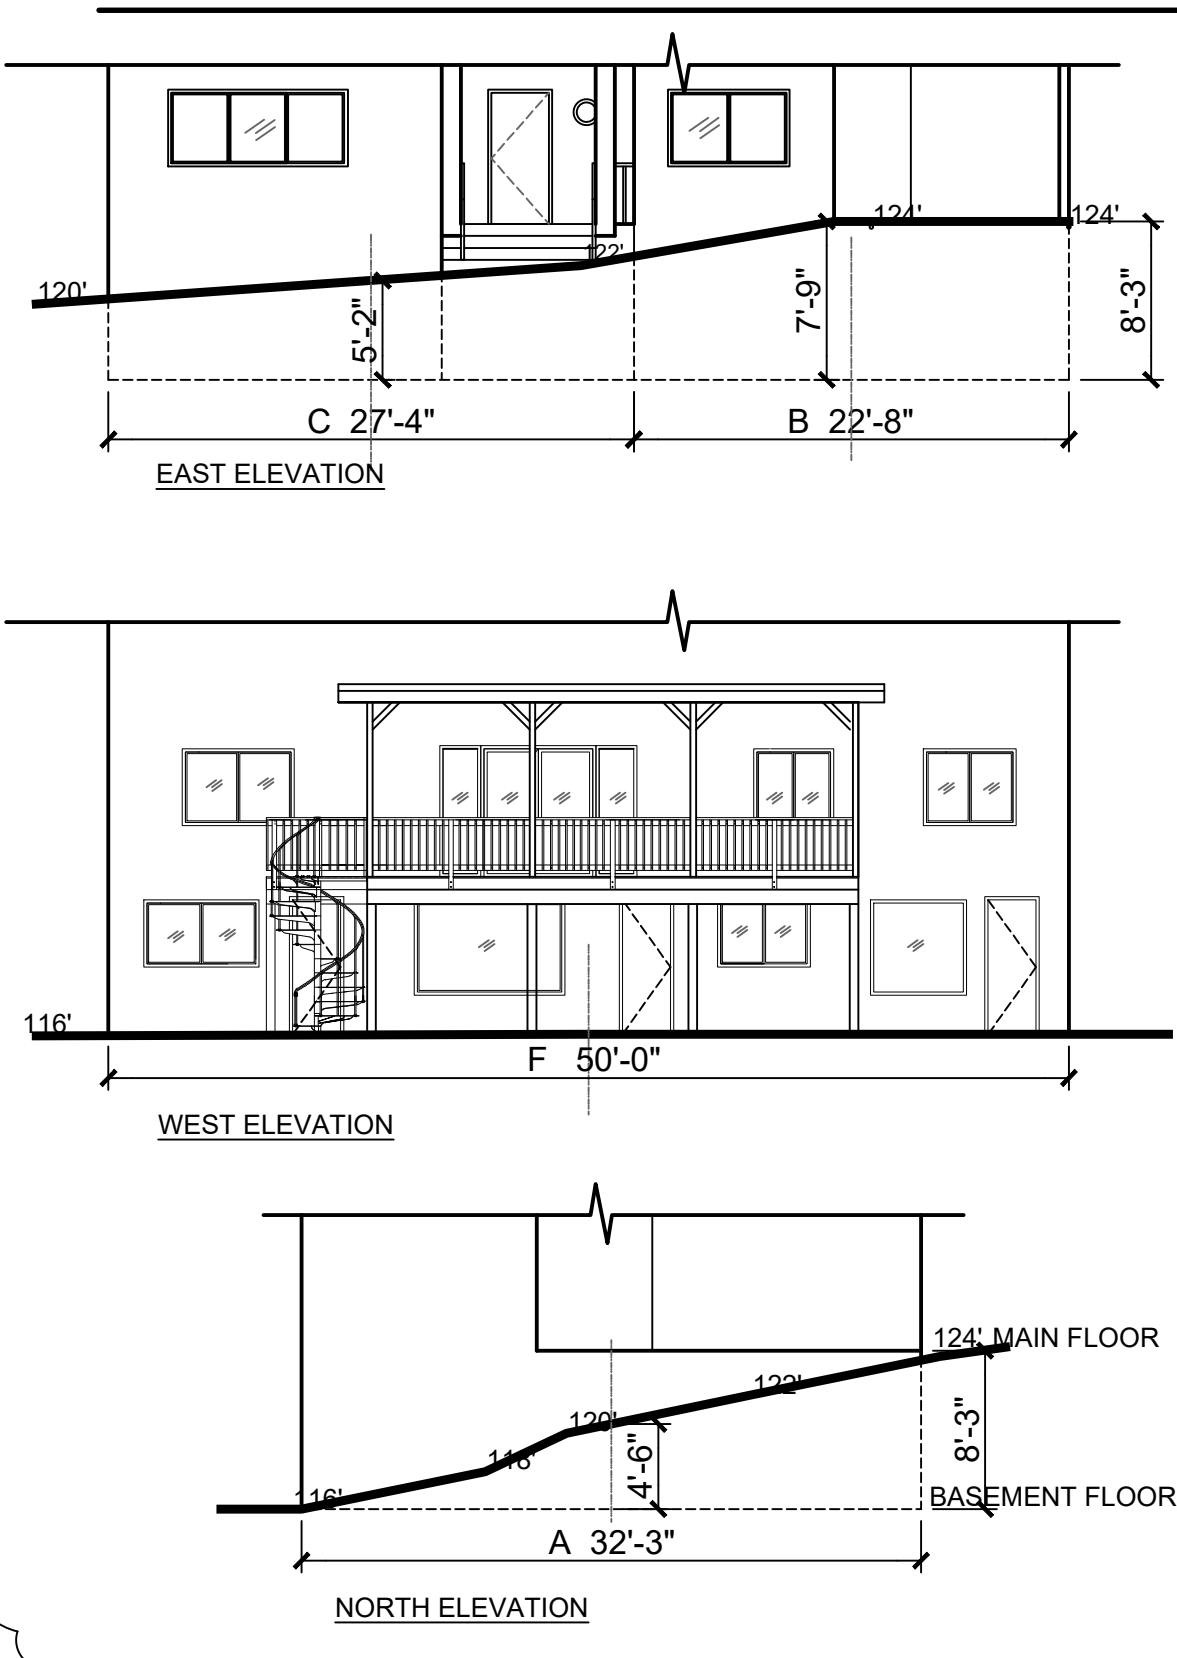 124'
124'
122'
120'
5'-2"
7'-9"
8'-3"
C 27'-4"
B 22'-8"
EAST ELEVATION
116'
F 50'-0"
WEST ELEVATION
124' MAIN FLOOR
122'
120'
118'
116'
4'-6"
8'-3"
BASEMENT FLOOR
A 32'-3"
NORTH ELEVATION